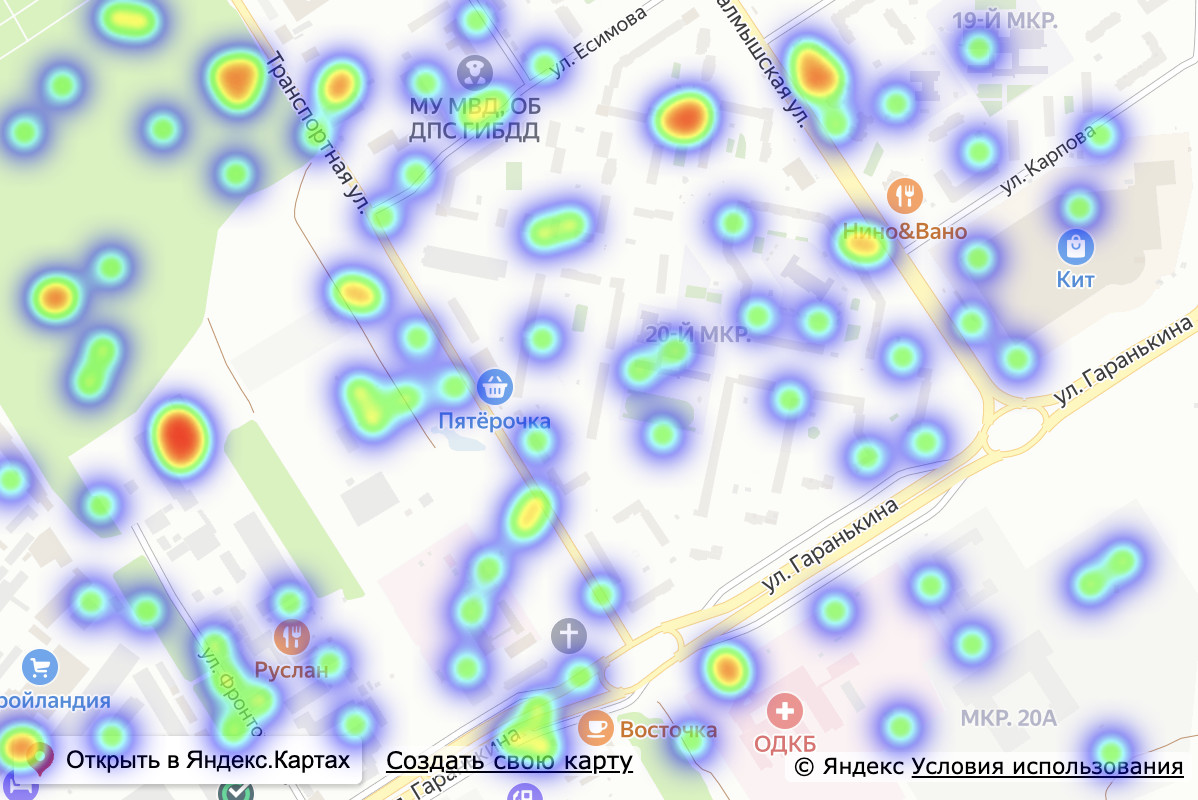 19-Й МКР.
ул. Есимова
Транспортная ул.
алмышская ул.
МУ МВД, ОБ
ДПС ГИБДД
ул. Карпова
Нино&Вано
Кит
20-Й МКР.
ул. Гаранькина
Пятёрочка
ул. Гаранькина
Руслан
ул. Фронто
ройландия
Восточка
ОДКБ
МКР. 20А
л. Гаранькина
Открыть в Яндекс.Картах
Создать свою карту
© Яндекс Условия использования